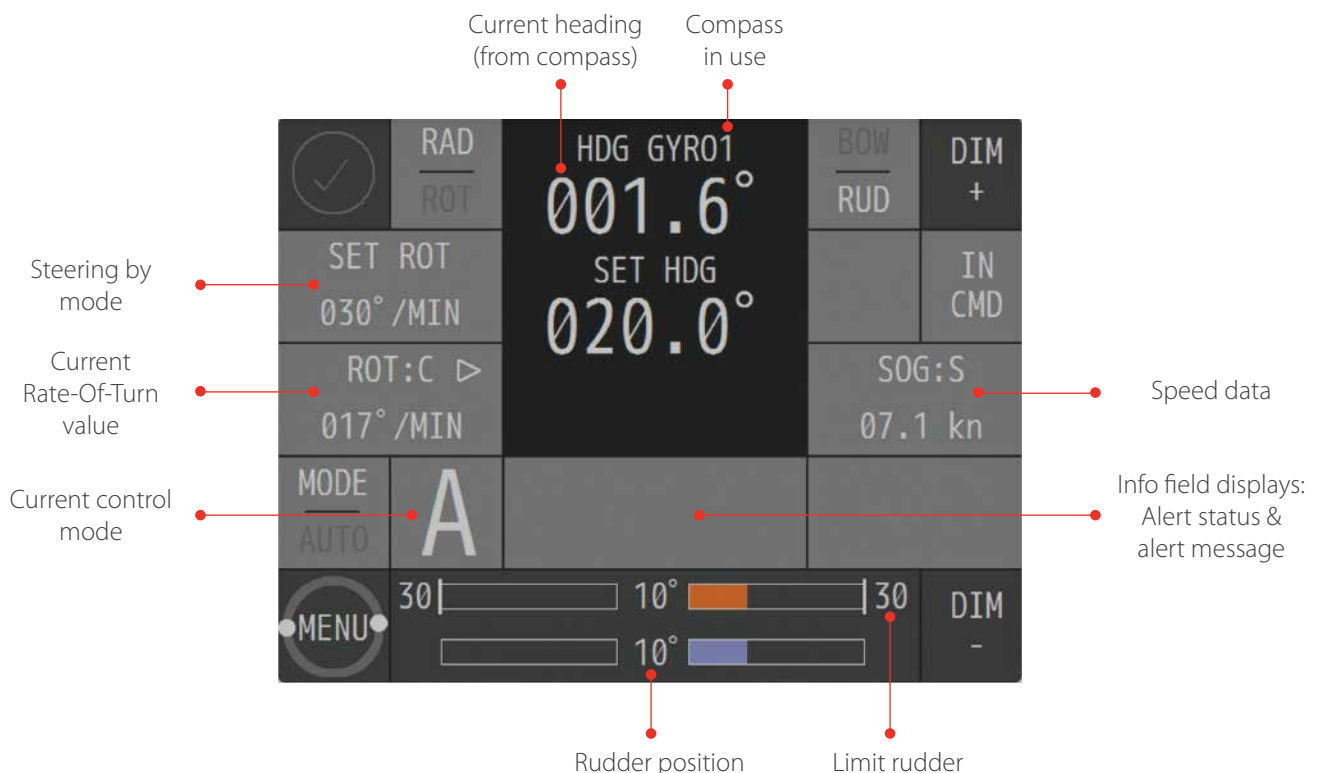 Current heading
(from compass)
Compass
in use
RAD
ROT
HDG GYRO1
001.6°
BOW
RUD
DIM
+
Steering by
mode
SET ROT
030°/MIN
SET HDG
020.0°
IN
CMD
Current
Rate-Of-Turn
value
ROT:C ▷
017°/MIN
SOG:S
07.1 kn
Speed data
Current control
mode
MODE
AUTO
A
Info field displays:
Alert status &
alert message
MENU
30 10° 30
10°
DIM
-
Rudder position
Limit rudder